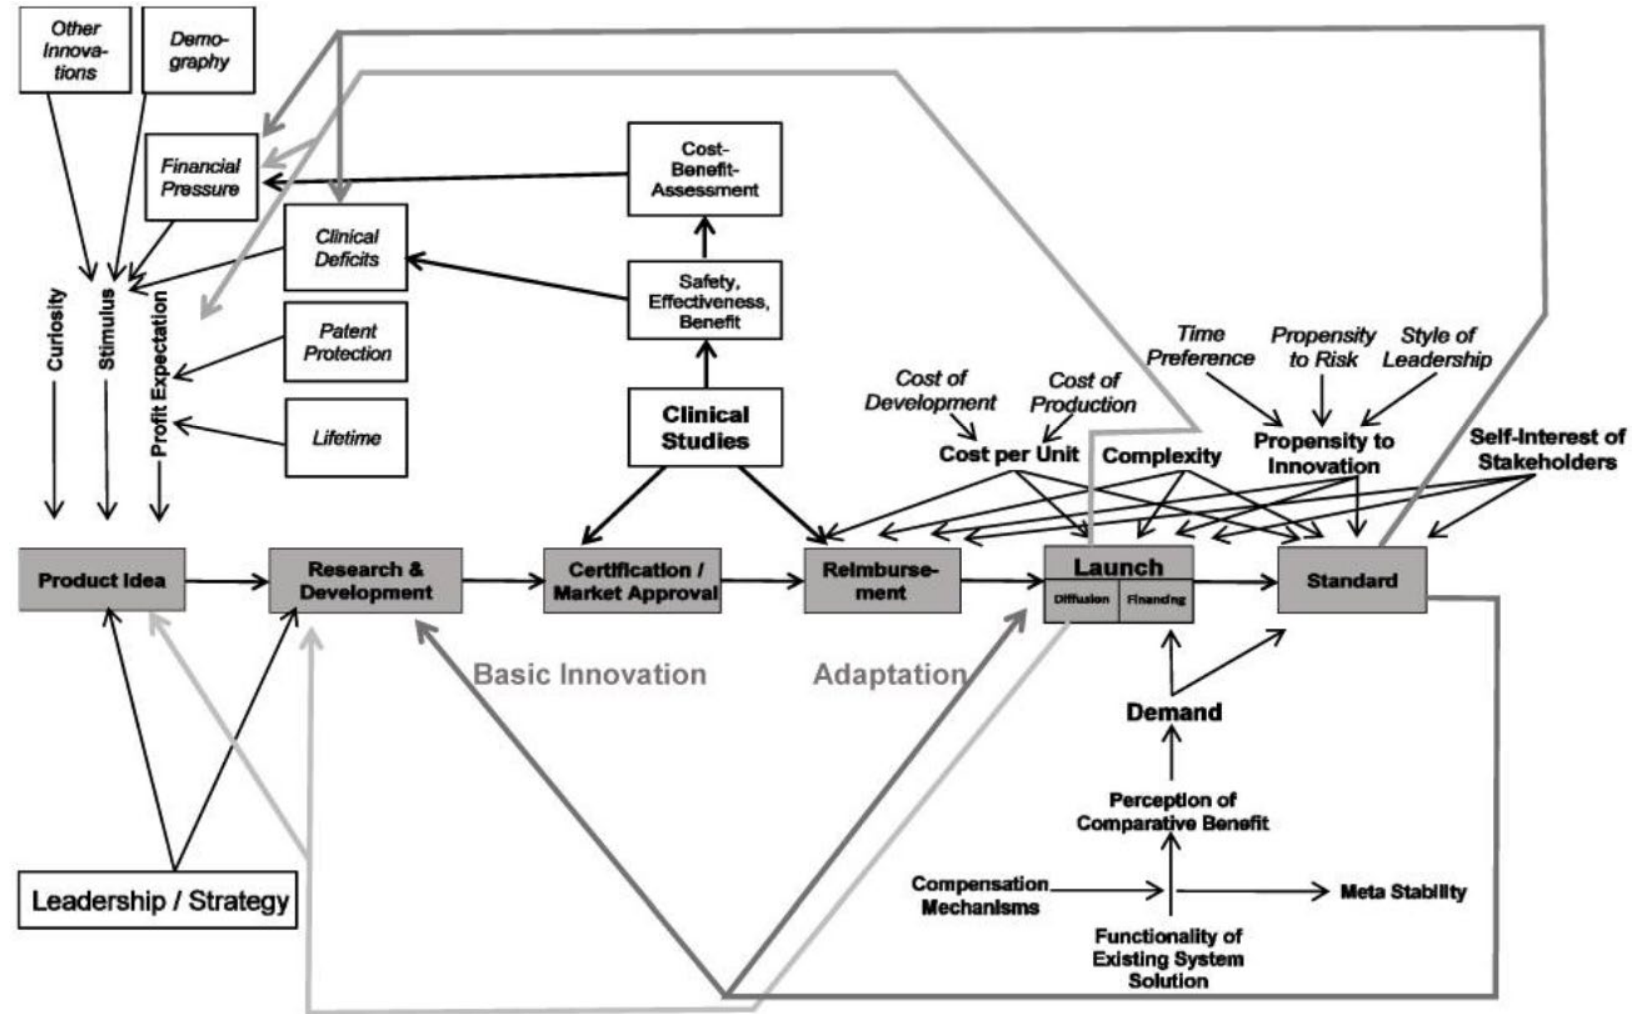 Other
Innova-
tions
Demo-
graphy
Financial
Pressure
Cost-
Benefit-
Assessment
Clinical
Deficits
Safety,
Effectiveness,
Benefit
Curiosity
Stimulus
Profit Expectation
Patent
Protection
Lifetime
Clinical
Studies
Cost of
Development
Cost of
Production
Time
Preference
Propensity
to Risk
Style of
Leadership
Cost per Unit
Complexity
Propensity to
Innovation
Self-Interest of
Stakeholders
Product Idea
Research &
Development
Certification /
Market Approval
Reimburse-
ment
Launch
Diffusion
Financing
Standard
Basic Innovation
Adaptation
Demand
Perception of
Comparative Benefit
Leadership / Strategy
Compensation
Mechanisms
Meta Stability
Functionality of
Existing System
Solution